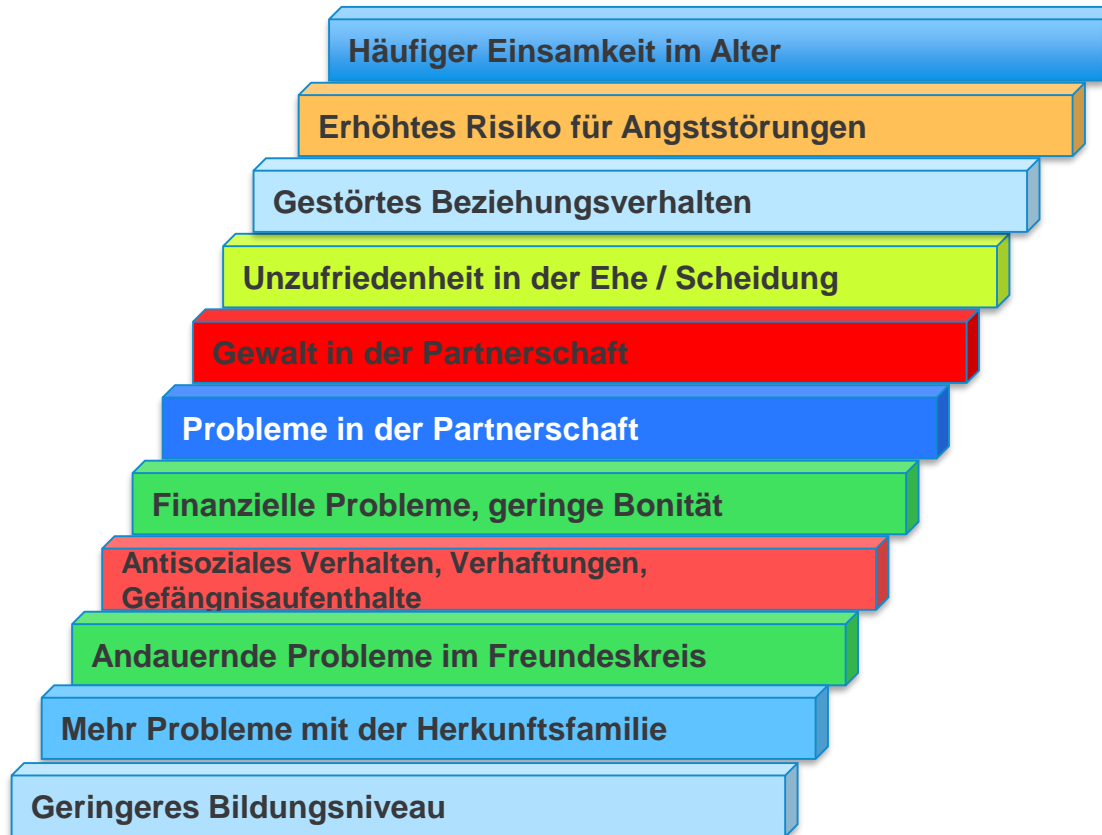 Häufiger Einsamkeit im Alter
Erhöhtes Risiko für Angststörungen
Gestörtes Beziehungsverhalten
Unzufriedenheit in der Ehe / Scheidung
Gewalt in der Partnerschaft
Probleme in der Partnerschaft
Finanzielle Probleme, geringe Bonität
Antisoziales Verhalten, Verhaftungen,
Gefängnisaufenthalte
Andauernde Probleme im Freundeskreis
Mehr Probleme mit der Herkunftsfamilie
Geringeres Bildungsniveau